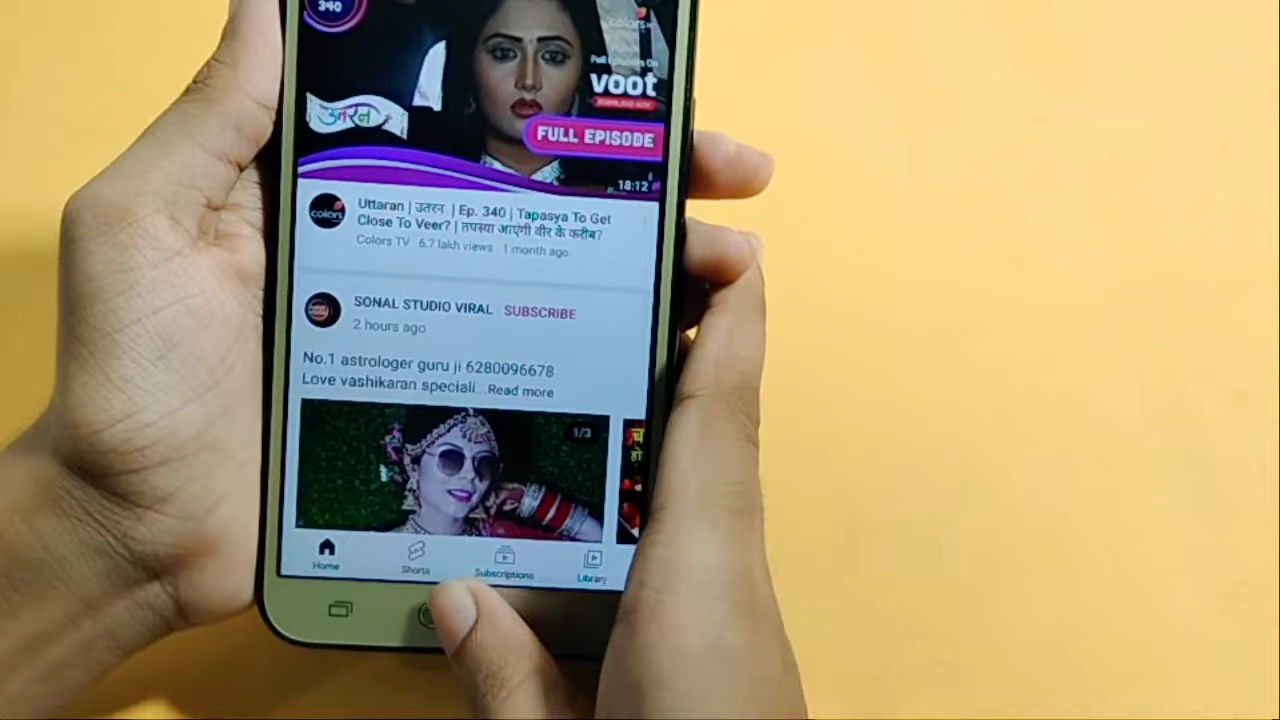 340
colors
Full Episodes On
voot
DOWNLOAD NOW
उतरन
FULL EPISODE
18:12
colors
Uttaran | उतरन | Ep. 340 | Tapasya To Get
Close To Veer? | तपस्या आएंगी वीर के करीब?
Colors TV 6.7 lakh views 1 month ago
SONAL STUDIO VIRAL SUBSCRIBE
2 hours ago
No.1 astrologer guru ji 6280096678
Love vashikaran speciali...Read more
1/3
Home
Shorts
Subscriptions
Library